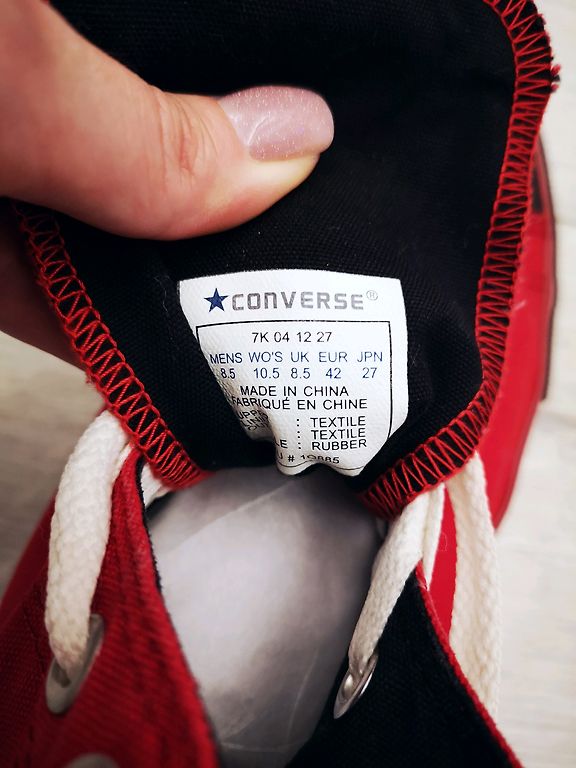 CONVERSE®
7K 04 12 27
MENS WO'S UK EUR JPN
8.5 10.5 8.5 42 27
MADE IN CHINA
FABRIQUÉ EN CHINE
: TEXTILE
: TEXTILE
: RUBBER
# 1Q885